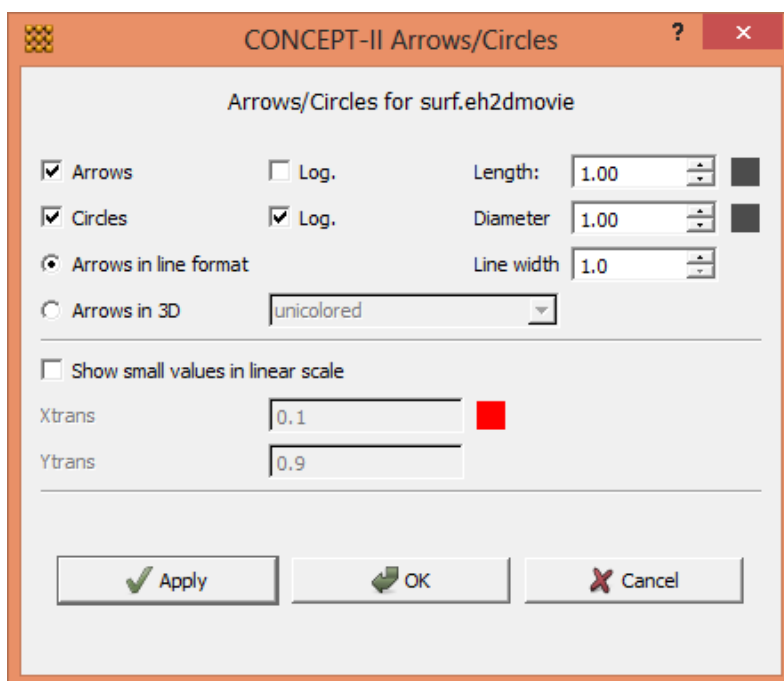 CONCEPT-II Arrows/Circles ?
Arrows/Circles for surf.eh2dmovie
Arrows Log. Length: 1.00
Circles Log. Diameter 1.00
Arrows in line format Line width 1.0
Arrows in 3D unicolored
Show small values in linear scale
Xtrans 0.1
Ytrans 0.9
Apply OK Cancel